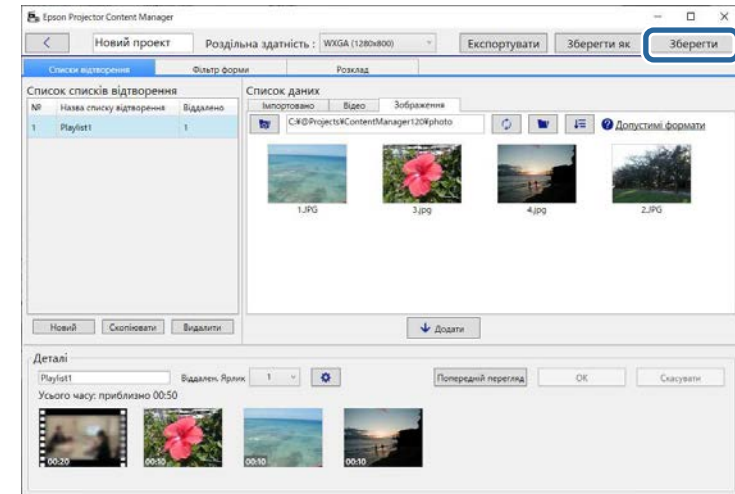 Epson Projector Content Manager
Новий проект Роздільна здатність : WXGA (1280x800) Експортувати Зберегти як Зберегти
Списки відтворення Фільтр форми Розклад
Список списків відтворення Список даних
№ Назва списку відтворення Віддалено Імпортовано Відео Зображення
1 Playlist1 1 C:¥@Projects¥ContentManager120¥photo Допустимі формати
1.JPG 3.jpg 4.jpg 2.JPG
Новий Скопіювати Видалити Додати
Деталі
Playlist1 Віддален. Ярлик 1 Попередній перегляд OK Скасувати
Усього часу: приблизно 00:50
00:20 00:10 00:10 00:10